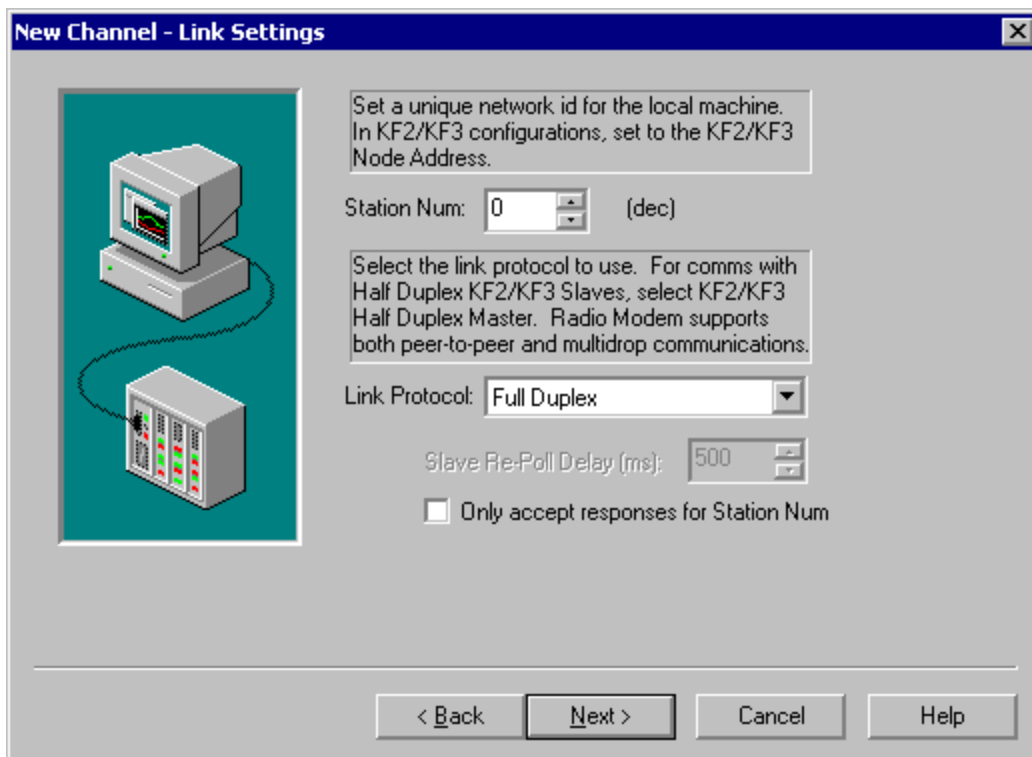 New Channel - Link Settings
Set a unique network id for the local machine.
In KF2/KF3 configurations, set to the KF2/KF3
Node Address.
Station Num: 0 (dec)
Select the link protocol to use. For comms with
Half Duplex KF2/KF3 Slaves, select KF2/KF3
Half Duplex Master. Radio Modem supports
both peer-to-peer and multidrop communications.
Link Protocol: Full Duplex
Slave Re-Poll Delay (ms): 500
Only accept responses for Station Num
< Back Next > Cancel Help